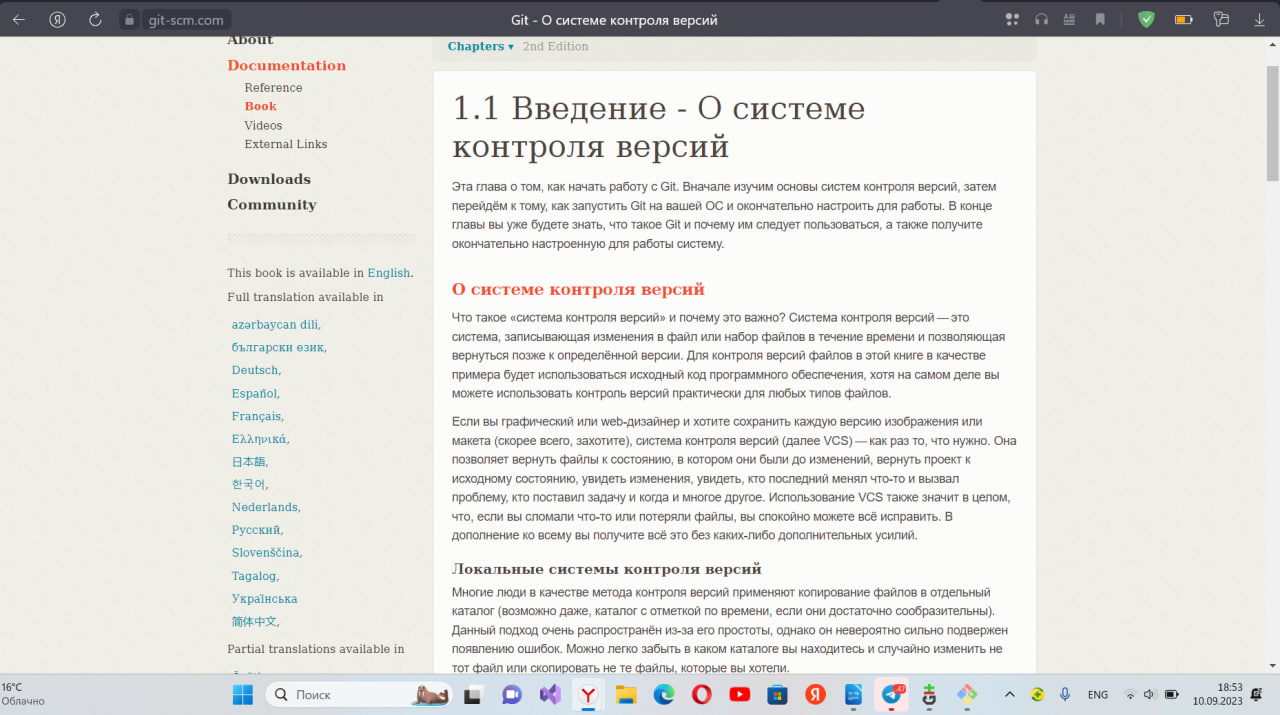 git-scm.com
Git - О системе контроля версий
About
Documentation
Reference
Book
Videos
External Links
Downloads
Community
This book is available in English.
Full translation available in
azərbaycan dili,
български език,
Deutsch,
Español,
Français,
Ελληνικά,
日本語,
한국어,
Nederlands,
Русский,
Slovenščina,
Tagalog,
Українська
简体中文,
Partial translations available in
Chapters ▾ 2nd Edition
1.1 Введение - О системе
контроля версий
Эта глава о том, как начать работу с Git. Вначале изучим основы систем контроля версий, затем
перейдём к тому, как запустить Git на вашей ОС и окончательно настроить для работы. В конце
главы вы уже будете знать, что такое Git и почему им следует пользоваться, а также получите
окончательно настроенную для работы систему.
О системе контроля версий
Что такое «система контроля версий» и почему это важно? Система контроля версий — это
система, записывающая изменения в файл или набор файлов в течение времени и позволяющая
вернуться позже к определённой версии. Для контроля версий файлов в этой книге в качестве
примера будет использоваться исходный код программного обеспечения, хотя на самом деле вы
можете использовать контроль версий практически для любых типов файлов.
Если вы графический или web-дизайнер и хотите сохранить каждую версию изображения или
макета (скорее всего, захотите), система контроля версий (далее VCS) — как раз то, что нужно. Она
позволяет вернуть файлы к состоянию, в котором они были до изменений, вернуть проект к
исходному состоянию, увидеть изменения, увидеть, кто последний менял что-то и вызвал
проблему, кто поставил задачу и когда и многое другое. Использование VCS также значит в целом,
что, если вы сломали что-то или потеряли файлы, вы спокойно можете всё исправить. В
дополнение ко всему вы получите всё это без каких-либо дополнительных усилий.
Локальные системы контроля версий
Многие люди в качестве метода контроля версий применяют копирование файлов в отдельный
каталог (возможно даже, каталог с отметкой по времени, если они достаточно сообразительны).
Данный подход очень распространён из-за его простоты, однако он невероятно сильно подвержен
появлению ошибок. Можно легко забыть в каком каталоге вы находитесь и случайно изменить не
тот файл или скопировать не те файлы, которые вы хотели.
16°C
Облачно
Поиск
47
ENG
18:53
10.09.2023